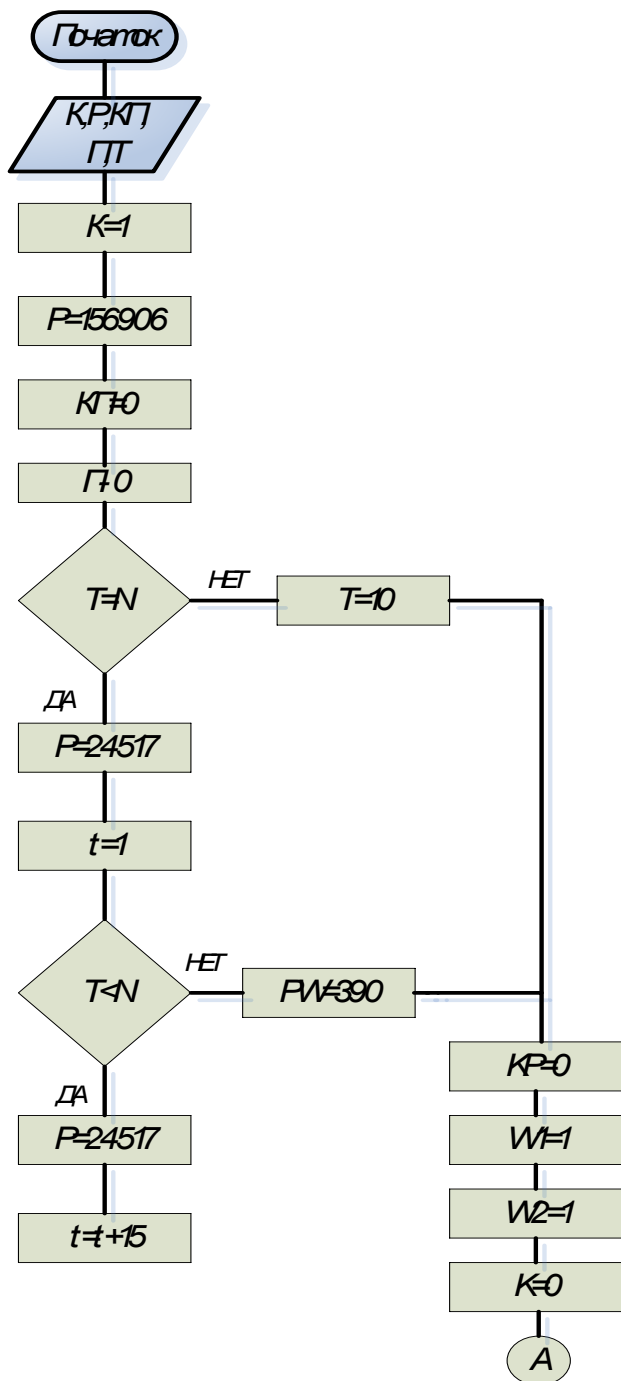 Початок
К,Р,КП,
П,Т
К=1
Р=156906
КП=0
П=0
T=N
НЕТ
T=10
ДА
P=24517
t=1
T<N
НЕТ
PW=390
KP=0
ДА
P=24517
W1=1
t=t+15
W2=1
K=0
А